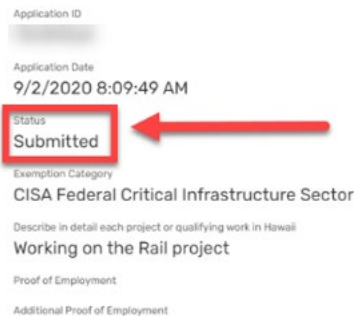 Application ID
Application Date
9/2/2020 8:09:49 AM
Status
Submitted
Exemption Category
CISA Federal Critical Infrastructure Sector
Describe in detail each project or qualifying work in Hawaii
Working on the Rail project
Proof of Employment
Additional Proof of Employment